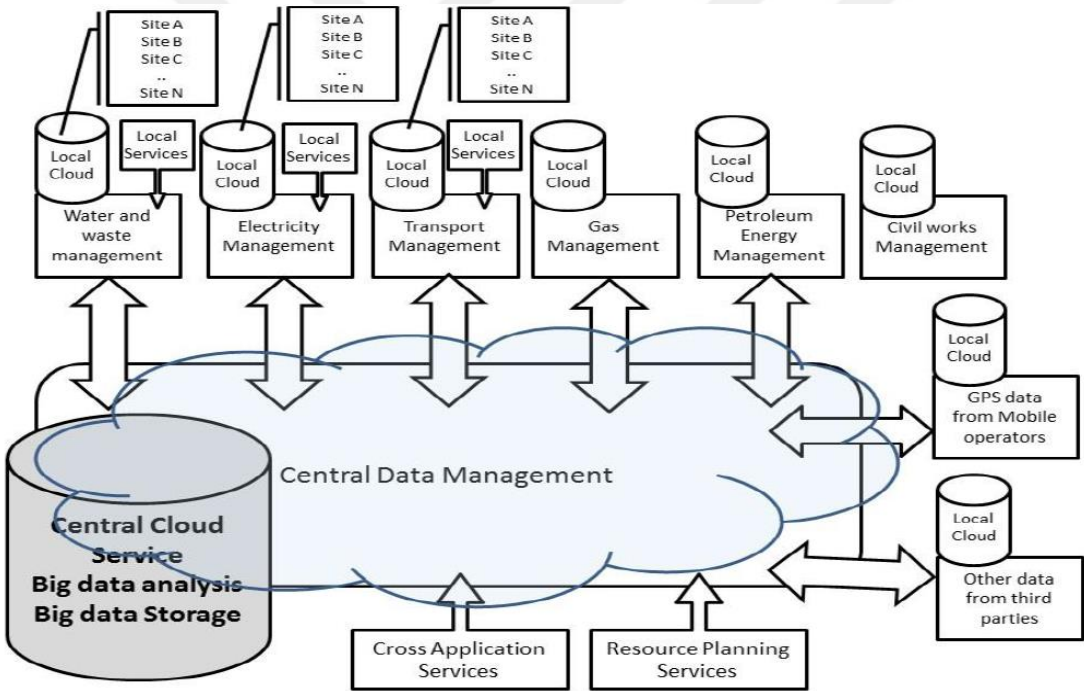 Site A
Site B
Site C
..
Site N
Site A
Site B
Site C
..
Site N
Site A
Site B
Site C
..
Site N
Local
Cloud
Local
Services
Local
Cloud
Local
Services
Local
Cloud
Local
Services
Local
Cloud
Local
Cloud
Local
Cloud
Water and
waste
management
Electricity
Management
Transport
Management
Gas
Management
Petroleum
Energy
Management
Civil works
Management
Local
Cloud
GPS data
from Mobile
operators
Central Data Management
Central Cloud
Service
Big data analysis
Big data Storage
Local
Cloud
Other data
from third
parties
Cross Application
Services
Resource Planning
Services